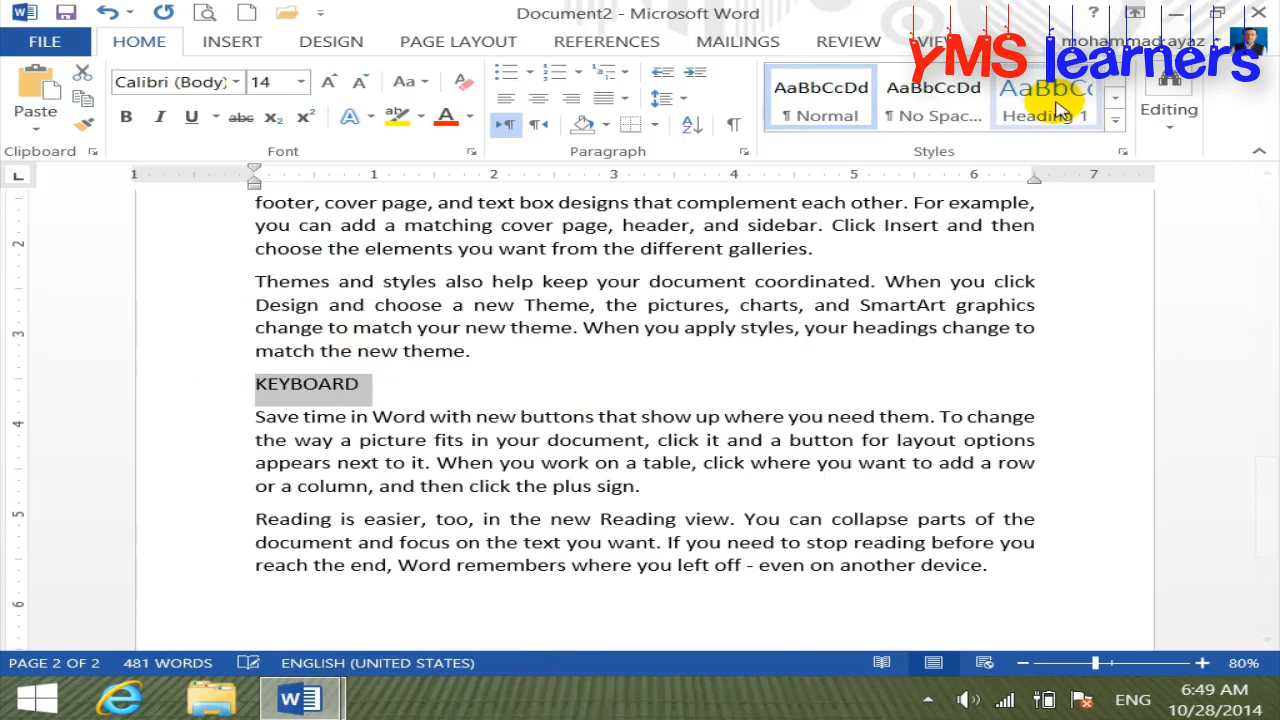 Document2 - Microsoft Word
FILE HOME INSERT DESIGN PAGE LAYOUT REFERENCES MAILINGS REVIEW VIEW mohammad ayaz
YMS learners
Calibri (Body) 14
AaBbCcDd AaBbCcDd AaBbCc
Paste
¶ Normal ¶ No Spac... Heading 1
Editing
Clipboard Font Paragraph Styles
1 1 2 3 4 5 6 7
footer, cover page, and text box designs that complement each other. For example,
you can add a matching cover page, header, and sidebar. Click Insert and then
choose the elements you want from the different galleries.
Themes and styles also help keep your document coordinated. When you click
Design and choose a new Theme, the pictures, charts, and SmartArt graphics
change to match your new theme. When you apply styles, your headings change to
match the new theme.
KEYBOARD
Save time in Word with new buttons that show up where you need them. To change
the way a picture fits in your document, click it and a button for layout options
appears next to it. When you work on a table, click where you want to add a row
or a column, and then click the plus sign.
Reading is easier, too, in the new Reading view. You can collapse parts of the
document and focus on the text you want. If you need to stop reading before you
reach the end, Word remembers where you left off - even on another device.
PAGE 2 OF 2 481 WORDS ENGLISH (UNITED STATES) 80%
ENG
6:49 AM
10/28/2014